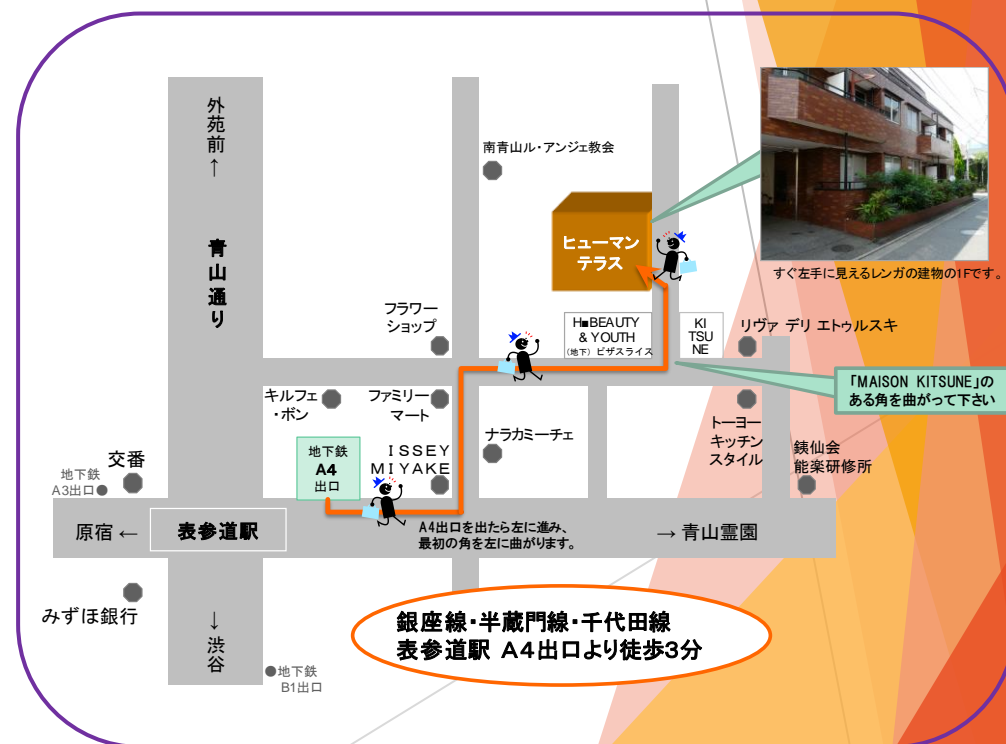 外苑前↑
青山通り
南青山ル・アンジェ教会
ヒューマン
テラス
すぐ左手に見えるレンガの建物の1Fです。
フラワー
ショップ
H■BEAUTY
& YOUTH
(地下) ピザスライス
KI
TSU
NE
リヴァ デリ エトゥルスキ
「MAISON KITSUNE」の
ある角を曲がって下さい
キルフェ
・ボン
ファミリー
マート
トーヨー
キッチン
スタイル
ナラカミーチェ
ISSEY
MIYAKE
地下鉄
A4
出口
銕仙会
能楽研修所
交番
地下鉄
A3出口●
原宿 ←
表参道駅
A4出口を出たら左に進み、
最初の角を左に曲がります。
→ 青山霊園
みずほ銀行
↓渋谷
●地下鉄
B1出口
銀座線・半蔵門線・千代田線
表参道駅 A4出口より徒歩3分